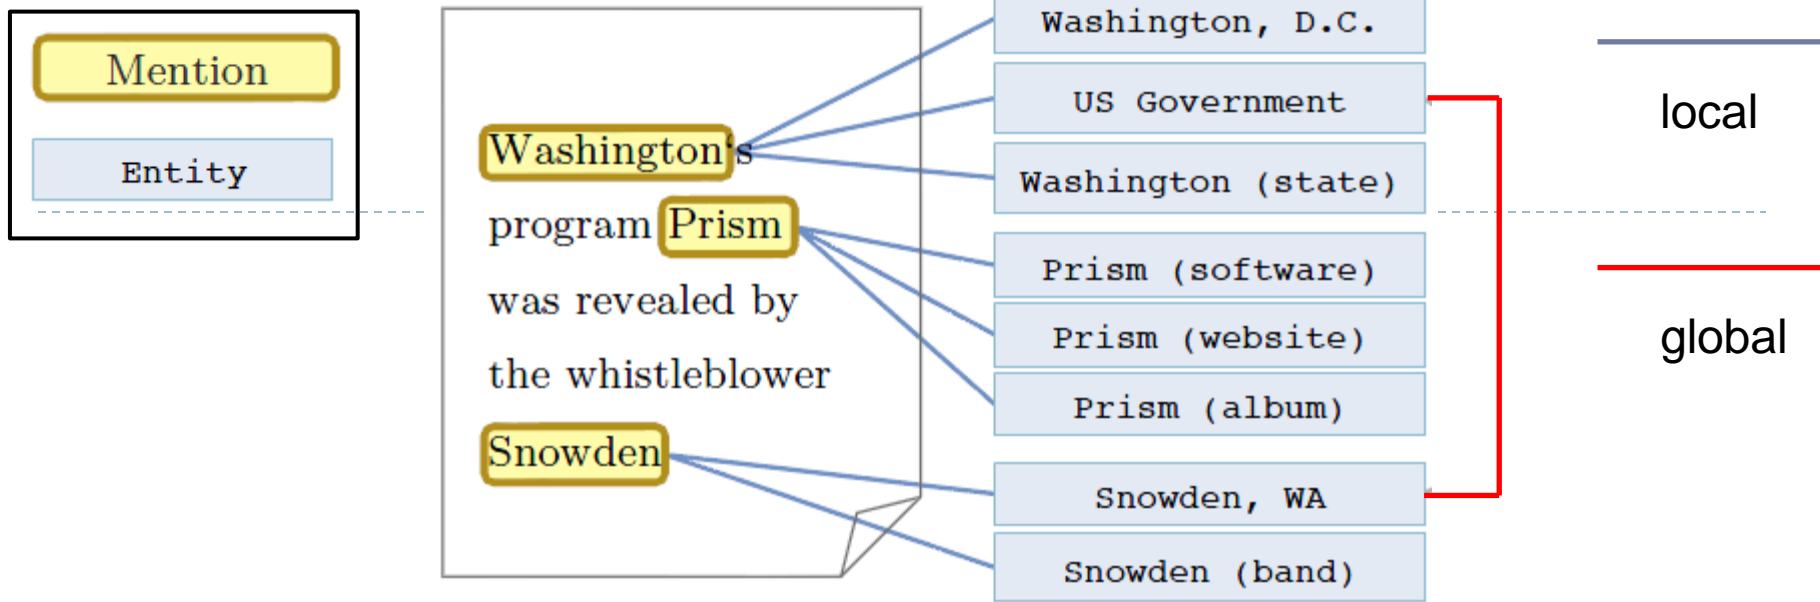 Mention
Entity
Washington's
program Prism
was revealed by
the whistleblower
Snowden
Washington, D.C.
US Government
Washington (state)
Prism (software)
Prism (website)
Prism (album)
Snowden, WA
Snowden (band)
local
global